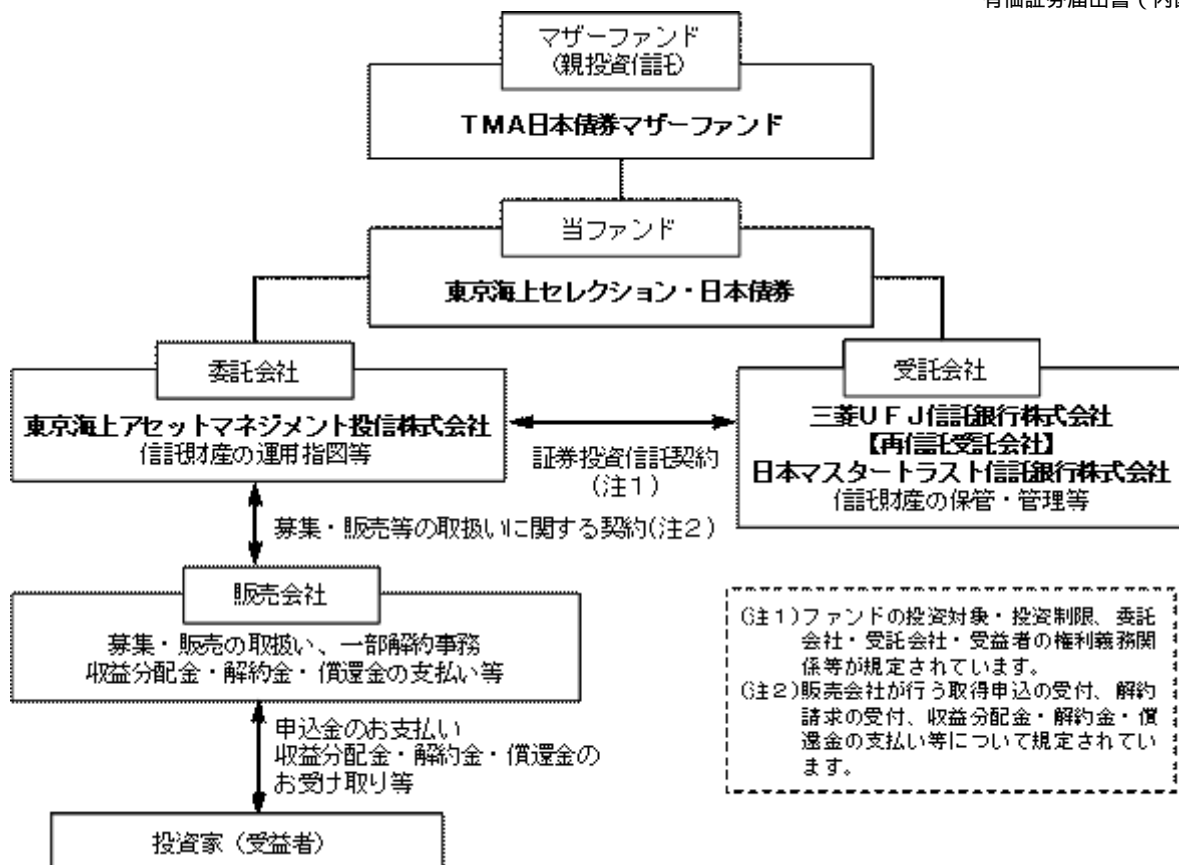 有価証券届出書(内国
マザーファンド
(親投資信託)
TMA日本債券マザーファンド
当ファンド
東京海上セレクション・日本債券
委託会社
東京海上アセットマネジメント投信株式会社
信託財産の運用指図等
証券投資信託契約
(注1)
受託会社
三菱UFJ信託銀行株式会社
【再信託受託会社】
日本マスタートラスト信託銀行株式会社
信託財産の保管・管理等
募集・販売等の取扱いに関する契約(注2)
販売会社
募集・販売の取扱い、一部解約事務
収益分配金・解約金・償還金の支払い等
申込金のお支払い
収益分配金・解約金・償還金の
お受け取り等
投資家(受益者)
(注1)ファンドの投資対象・投資制限、委託
会社・受託会社・受益者の権利義務関
係等が規定されています。
(注2)販売会社が行う取得申込の受付、解約
請求の受付、収益分配金・解約金・償
還金の支払い等について規定されてい
ます。